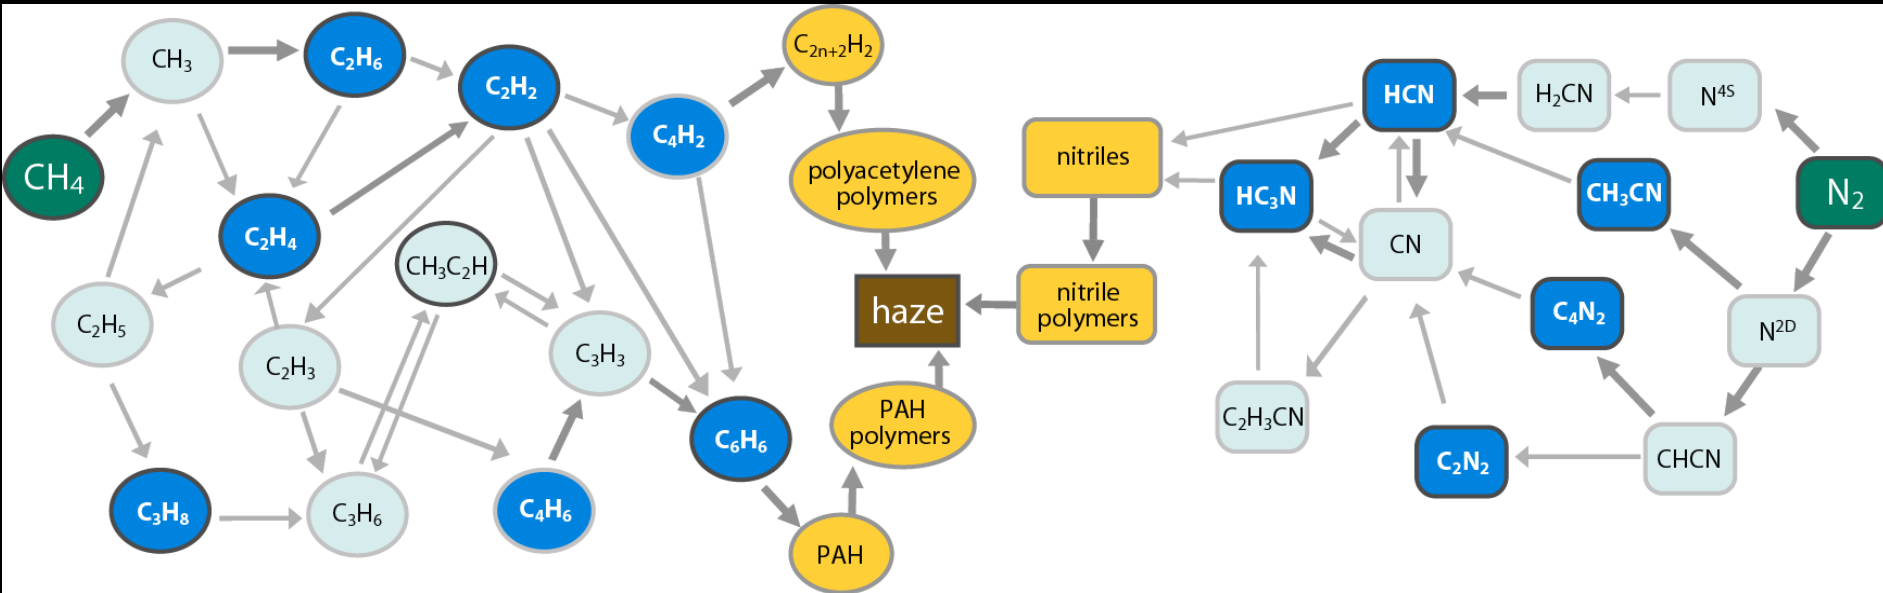 CH₃
C₂H₆
C₂H₂
C₂ₙ₊₂H₂
C₄H₂
CH₄
polyacetylene
polymers
C₂H₄
CH₃C₂H
haze
C₂H₅
C₂H₃
C₃H₃
PAH
polymers
C₆H₆
C₃H₈
C₃H₆
C₄H₆
PAH
HCN
H₂CN
N⁴ˢ
nitriles
HC₃N
CH₃CN
N₂
CN
nitrile
polymers
C₄N₂
N²ᴰ
C₂H₃CN
C₂N₂
CHCN